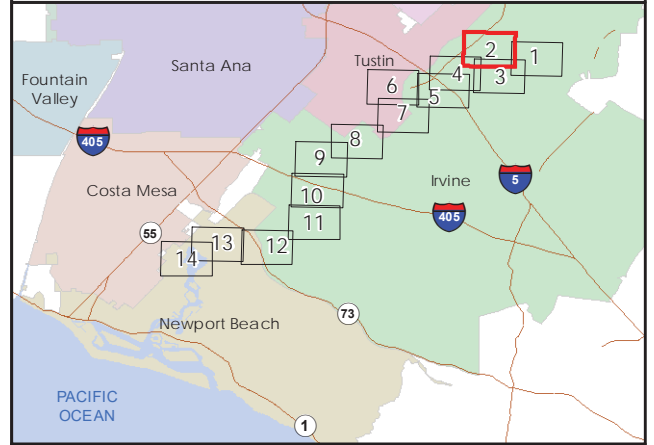 2
1
Santa Ana
Tustin
Fountain
Valley
4
3
6
5
7
405
8
9
Irvine
5
Costa Mesa
10
405
11
55
13
12
14
73
Newport Beach
PACIFIC
OCEAN
1